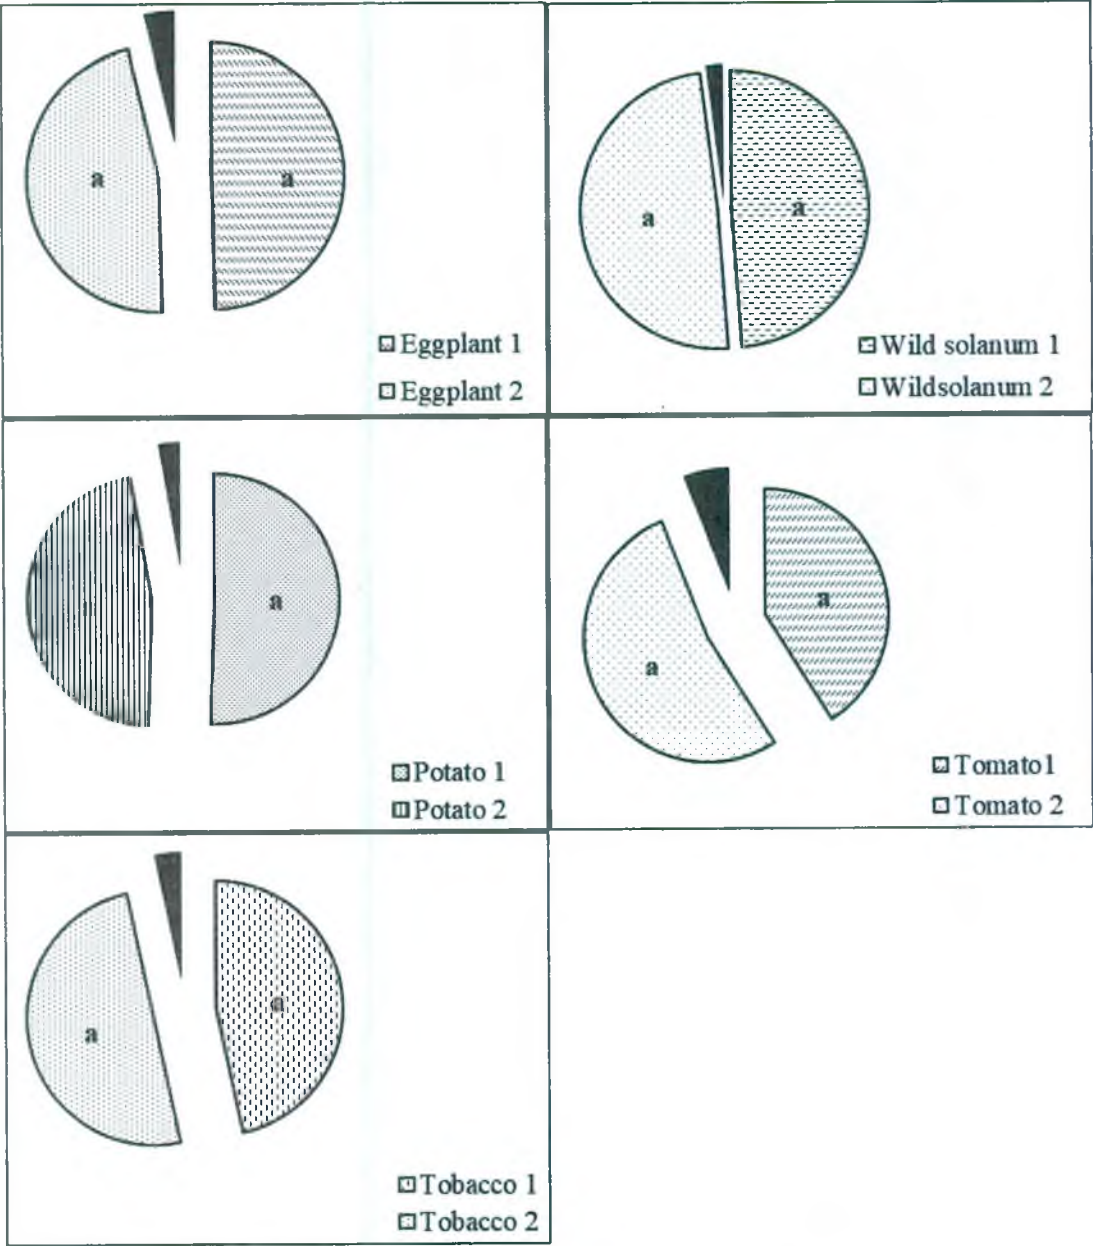 a
a
Eggplant 1
Eggplant 2
a
a
Wild solanum 1
Wildsolanum 2
a
Potato 1
Potato 2
a
a
Tomato1
Tomato 2
a
a
Tobacco 1
Tobacco 2